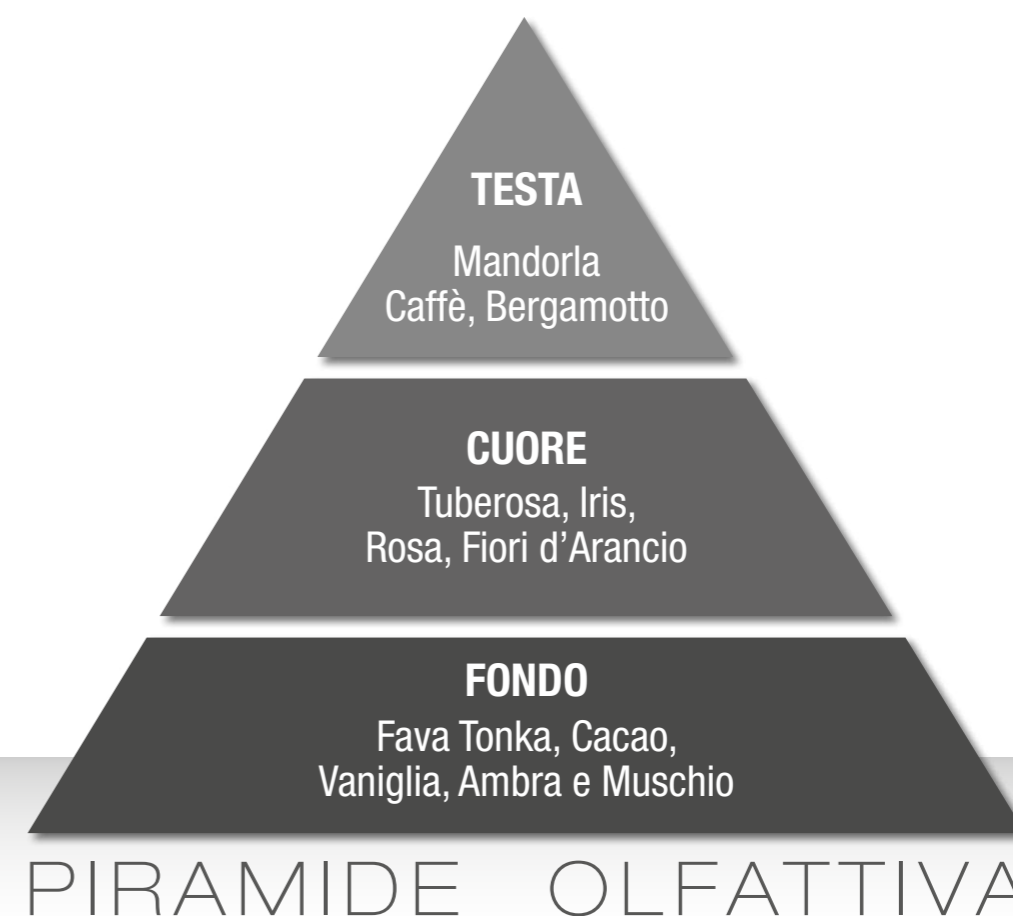 TESTA
Mandorla
Caffè, Bergamotto
CUORE
Tuberosa, Iris,
Rosa, Fiori d’Arancio
FONDO
Fava Tonka, Cacao,
Vaniglia, Ambra e Muschio
PIRAMIDE OLFATTIVA